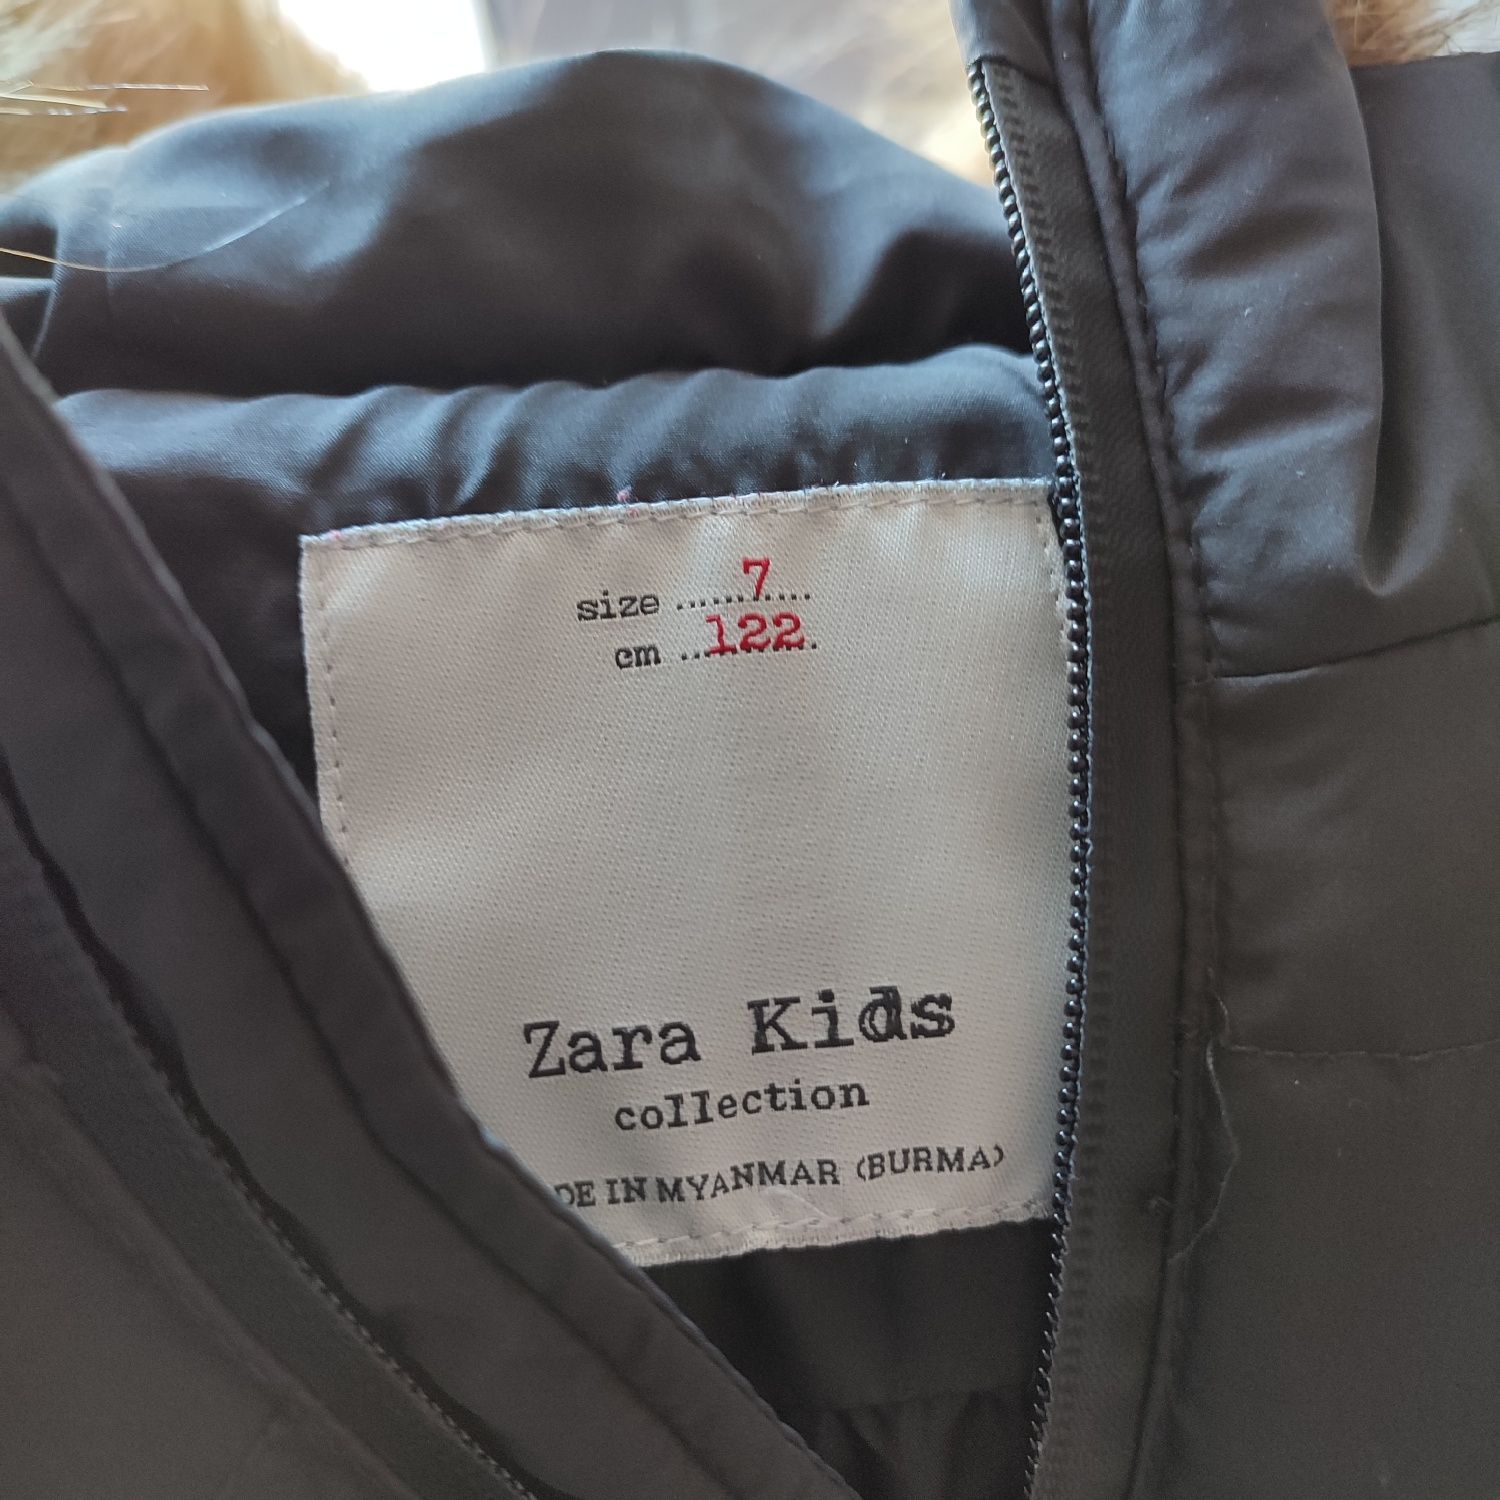 size ........7.....
cm ..122.
Zara Kids
collection
DE IN MYANMAR (BURMA)